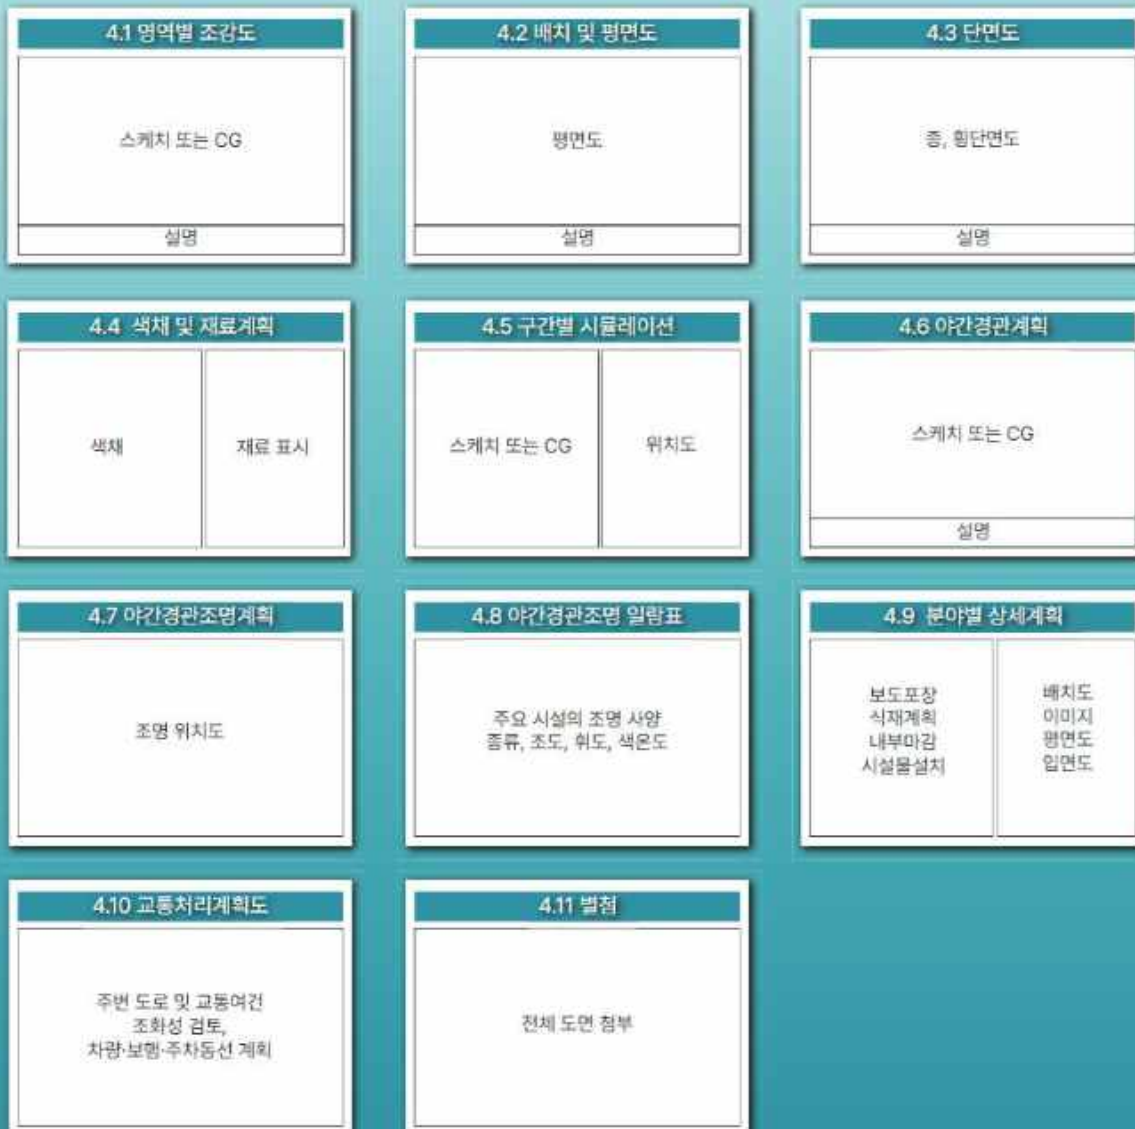 4.1 영역별 조감도
스케치 또는 CG
설명
4.2 배치 및 평면도
평면도
설명
4.3 단면도
종, 횡단면도
설명
4.4 색채 및 재료계획
색채
재료 표시
4.5 구간별 시뮬레이션
스케치 또는 CG
위치도
4.6 야간경관계획
스케치 또는 CG
설명
4.7 야간경관조명계획
조명 위치도
4.8 야간경관조명 일람표
주요 시설의 조명 사양
종류, 조도, 휘도, 색온도
4.9 분야별 상세계획
보도포장
식재계획
내부마감
시설물설치
배치도
이미지
평면도
입면도
4.10 교통처리계획도
주변 도로 및 교통여건
조화성 검토,
차량·보행·주차동선 계획
4.11 별첨
전체 도면 첨부